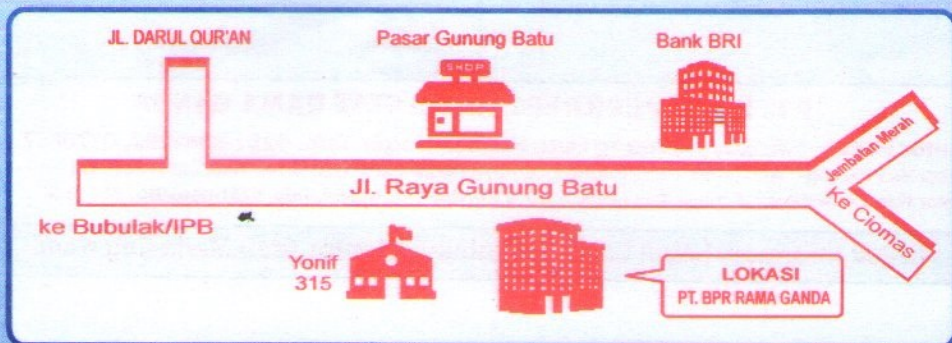 JL. DARUL QUR'AN
Pasar Gunung Batu
Bank BRI
SHOP
Jembatan Merah
Jl. Raya Gunung Batu
Ke Ciomas
ke Bubulak/IPB
Yonif
315
LOKASI
PT. BPR RAMA GANDA